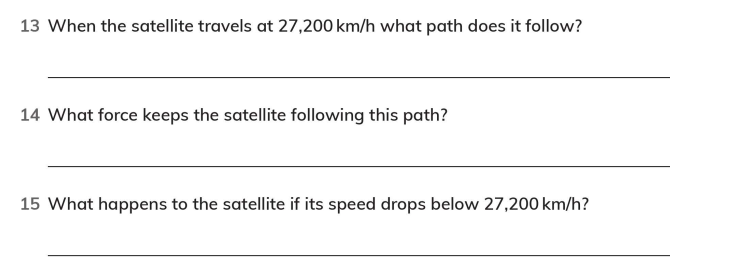 13 When the satellite travels at 27,200 km/h what path does it follow?
14 What force keeps the satellite following this path?
15 What happens to the satellite if its speed drops below 27,200 km/h?